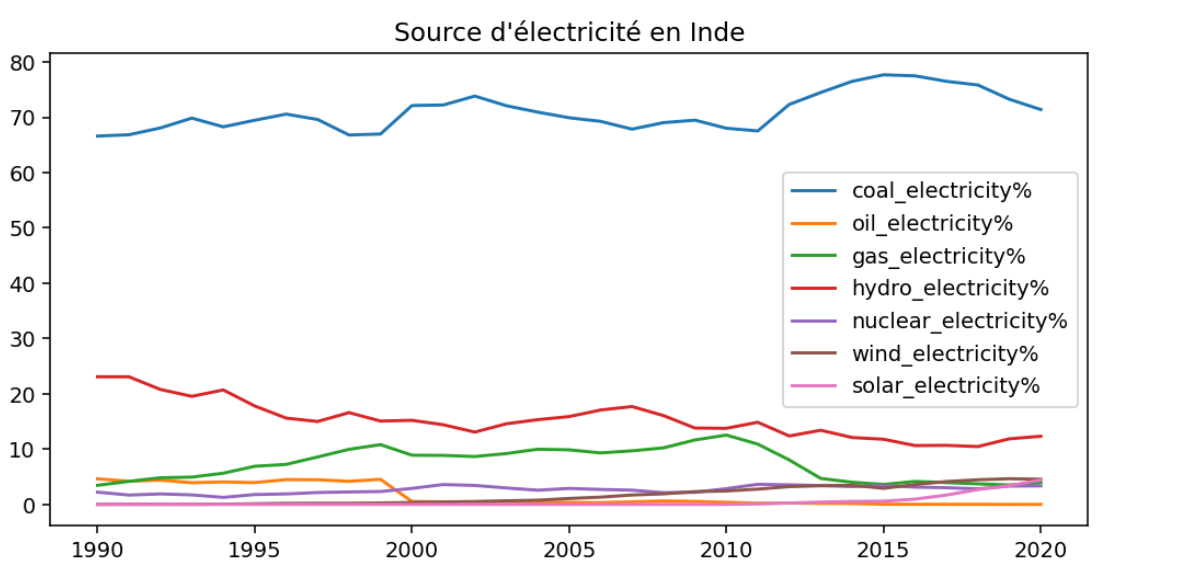 Source d'électricité en Inde
80
70
60
50
40
30
20
10
0
coal_electricity%
oil_electricity%
gas_electricity%
hydro_electricity%
nuclear_electricity%
wind_electricity%
solar_electricity%
1990 1995 2000 2005 2010 2015 2020